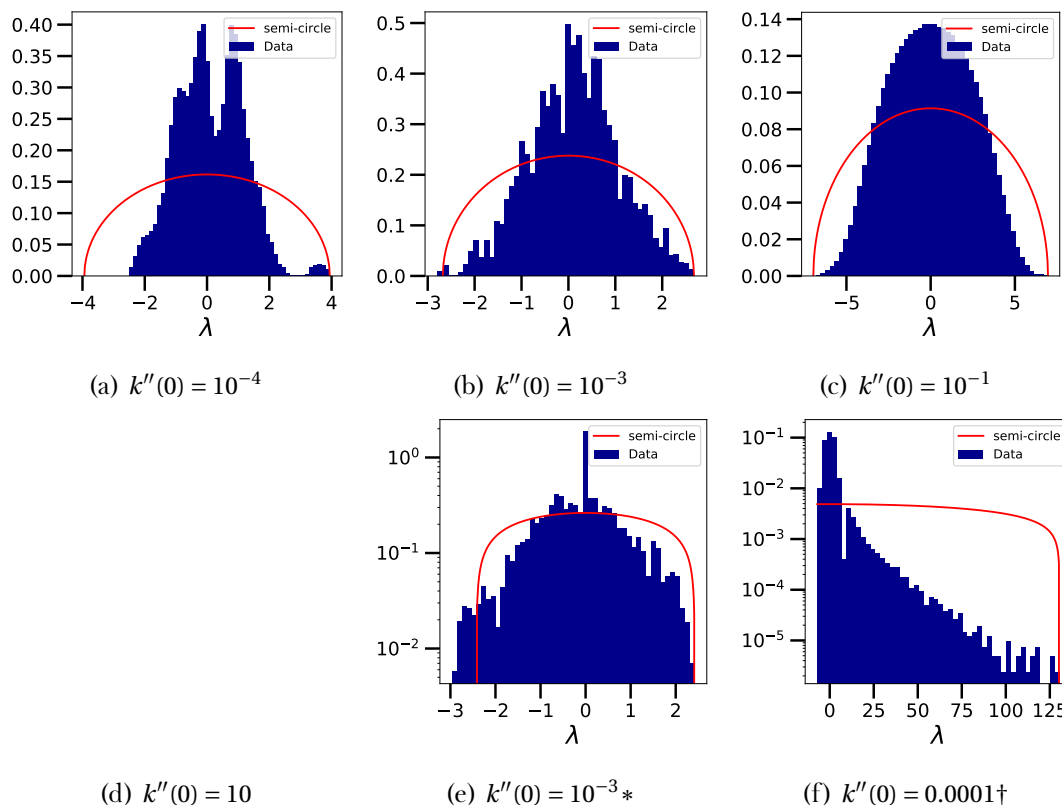 0.40
0.35
0.30
0.25
0.20
0.15
0.10
0.05
0.00
semi-circle
Data
−4 −2 0 2 4
λ
(a) k′′(0) = 10⁻⁴
0.5
0.4
0.3
0.2
0.1
0.0
semi-circle
Data
−3 −2 −1 0 1 2
λ
(b) k′′(0) = 10⁻³
0.14
0.12
0.10
0.08
0.06
0.04
0.02
0.00
semi-circle
Data
−5 0 5
λ
(c) k′′(0) = 10⁻¹
(d) k′′(0) = 10
10⁰
10⁻¹
10⁻²
semi-circle
Data
−3 −2 −1 0 1 2
λ
(e) k′′(0) = 10⁻³ ∗
10⁻¹
10⁻²
10⁻³
10⁻⁴
10⁻⁵
semi-circle
Data
0 25 50 75 100 125
λ
(f) k′′(0) = 0.0001†